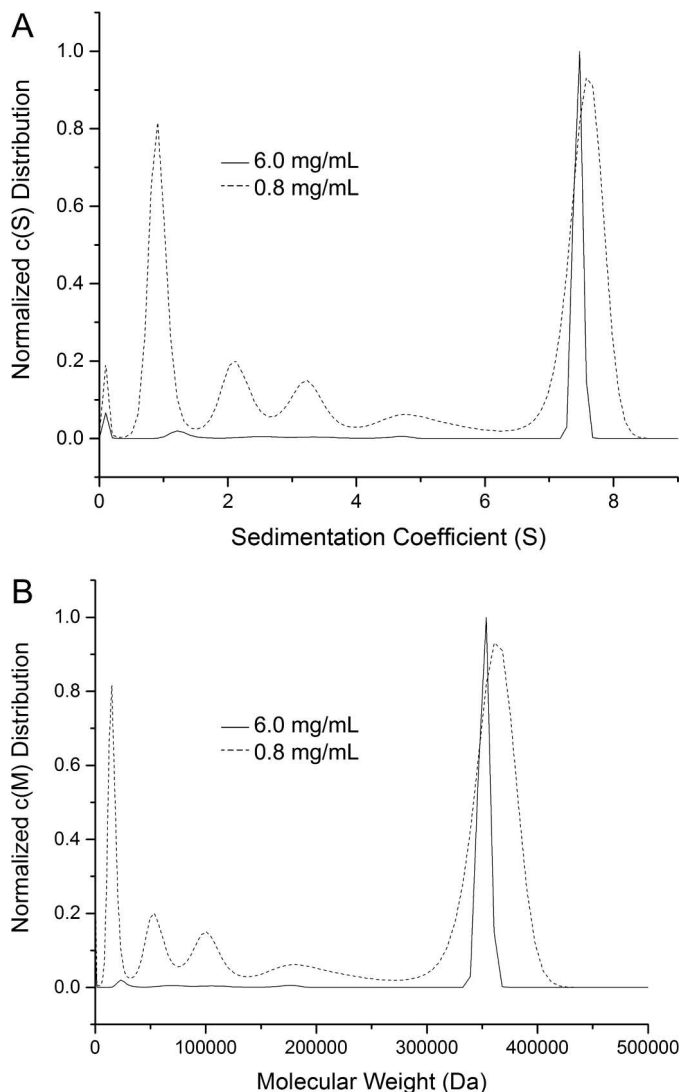 A
Normalized c(S) Distribution
1.0
0.8
0.6
0.4
0.2
0.0
6.0 mg/mL
0.8 mg/mL
0 2 4 6 8
Sedimentation Coefficient (S)
B
Normalized c(M) Distribution
1.0
0.8
0.6
0.4
0.2
0.0
6.0 mg/mL
0.8 mg/mL
0 100000 200000 300000 400000 500000
Molecular Weight (Da)